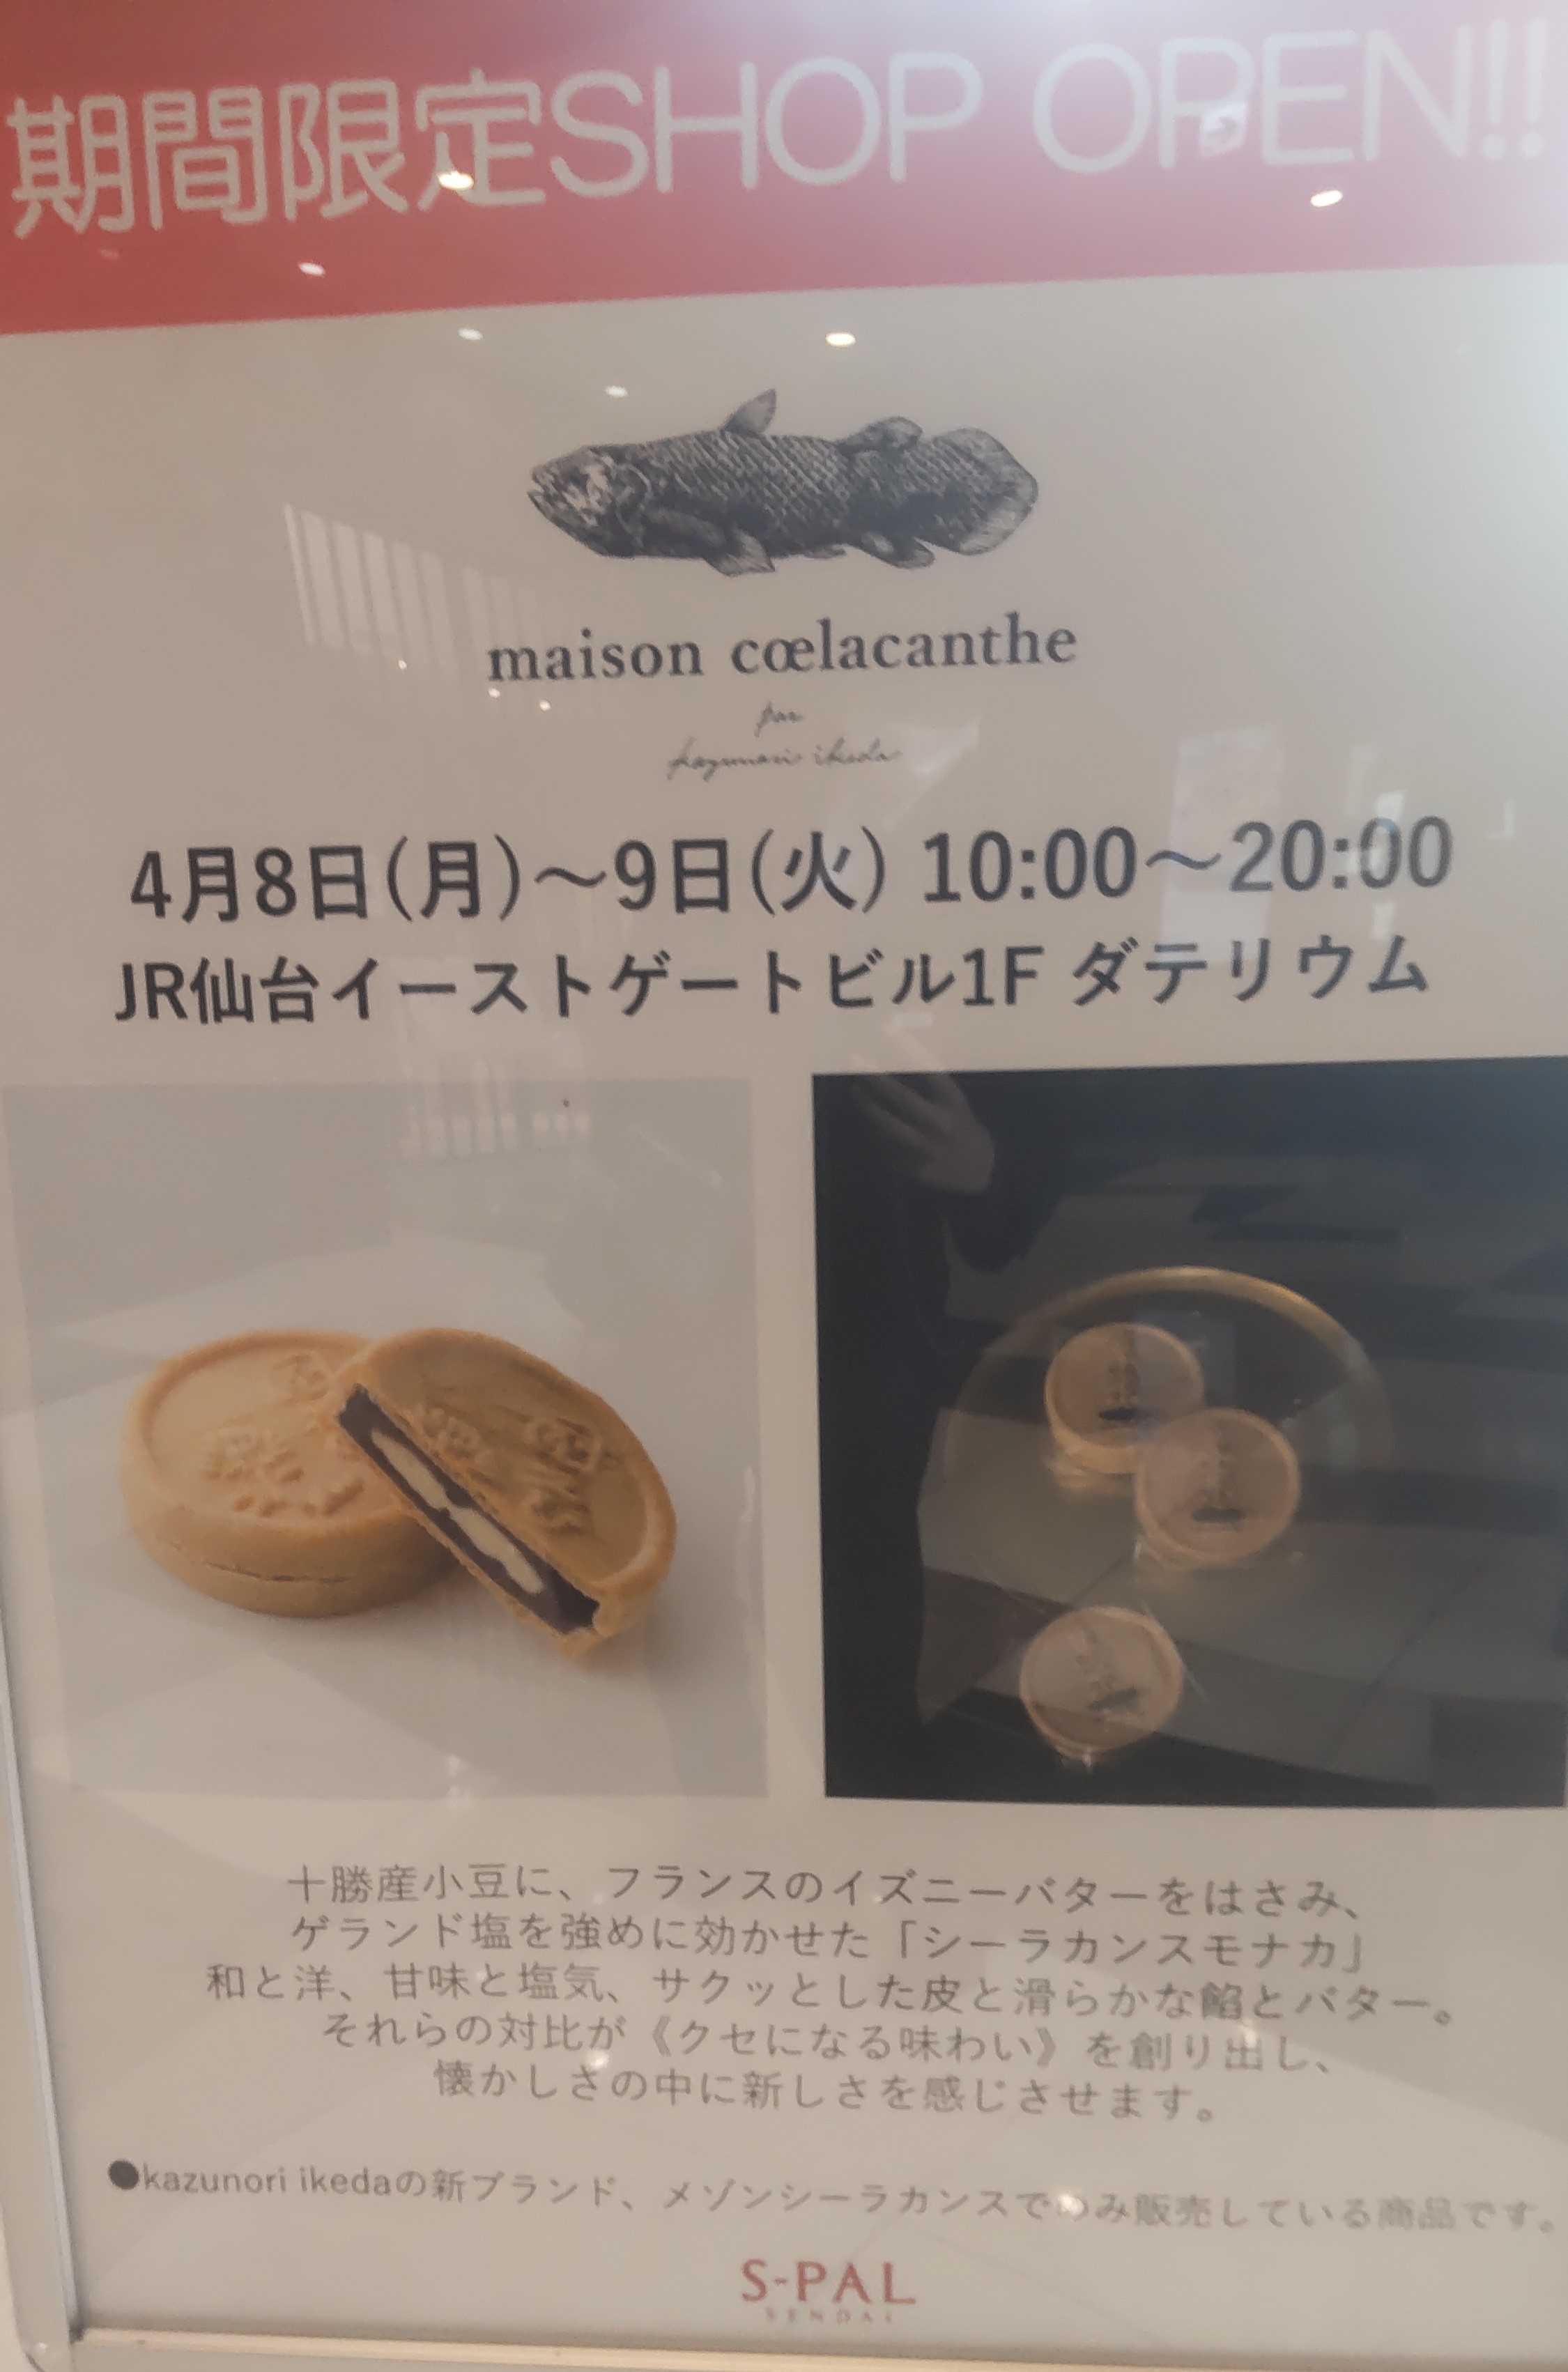 期間限定SHOP OPEN!!
maison cœlacanthe
par
kazunori ikeda
4月8日(月)～9日(火) 10:00～20:00
JR仙台イーストゲートビル1F ダテリウム
十勝産小豆に、フランスのイズニーバターをはさみ、
ゲランド塩を強めに効かせた「シーラカンスモナカ」
和と洋、甘味と塩気、サクッとした皮と滑らかな餡とバター。
それらの対比が《クセになる味わい》を創り出し、
懐かしさの中に新しさを感じさせます。
●kazunori ikedaの新ブランド、メゾンシーラカンスでのみ販売している商品です。
S-PAL
SENDAI